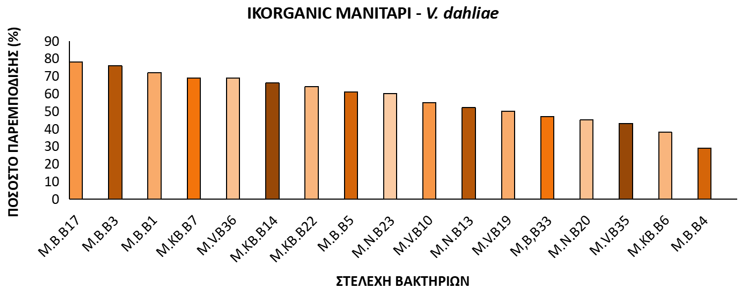 IKORGANIC ΜΑΝΙΤΑΡΙ - V. dahliae
ΠΟΣΟΣΤΟ ΠΑΡΕΜΠΟΔΙΣΗΣ (%)
90
80
70
60
50
40
30
20
10
0
M.B.B17
M.B.B3
M.B.B1
M.KB.B7
M.V.B36
M.KB.B14
M.KB.B22
M.B.B5
M.N.B23
M.V.B10
M.N.B13
M.V.B19
M,B,B33
M.N.B20
M.V.B35
M.KB.B6
M.B.B4
ΣΤΕΛΕΧΗ ΒΑΚΤΗΡΙΩΝ